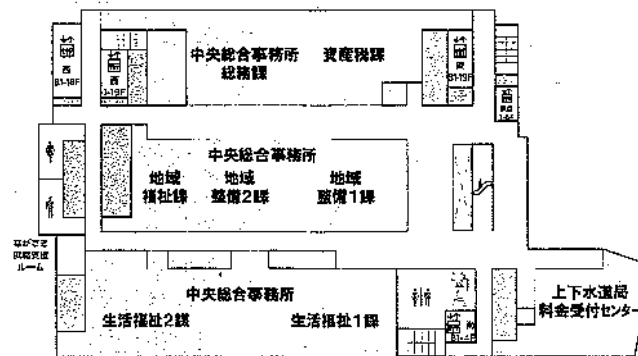 中央総合事務所
総務課
資産税課
西
B1-18F
西
東
B1-19F
中央総合事務所
地域
福祉課
地域
整備2課
地域
整備1課
ルーム
中央総合事務所
生活福祉2課
生活福祉1課
B1-4F
上下水道局
料金受付センター